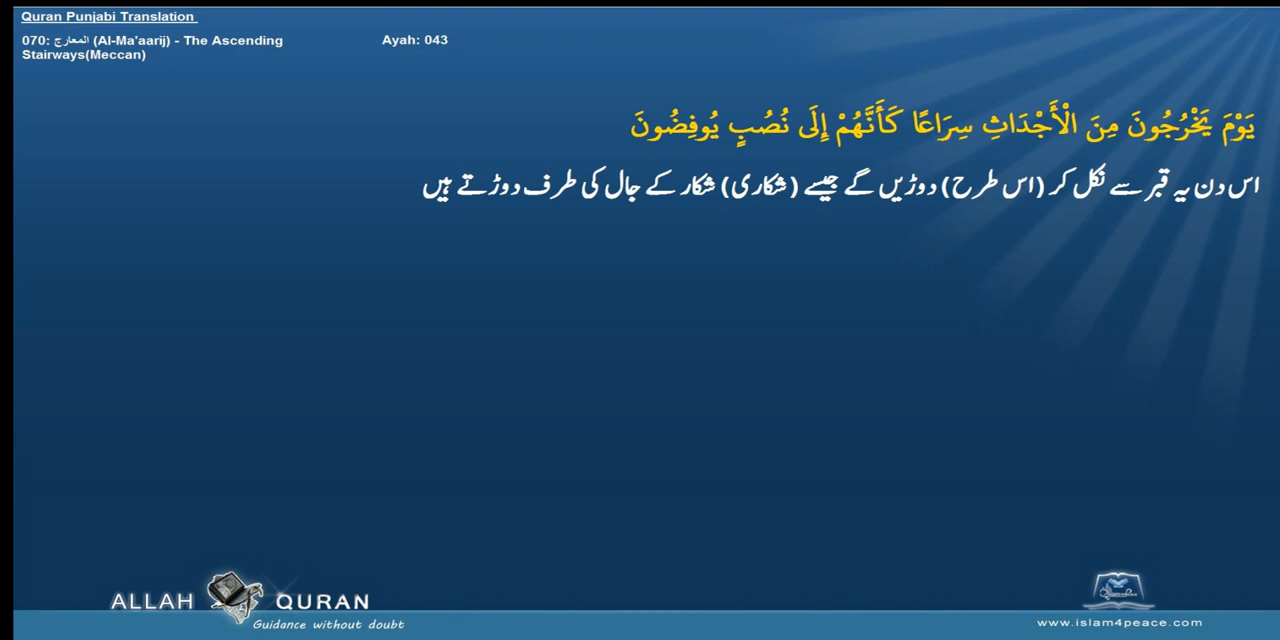 Quran Punjabi Translation
070: المعارج (Al-Ma'aarij) - The Ascending
Stairways(Meccan)
Ayah: 043
يَوْمَ يَخْرُجُونَ مِنَ الْأَجْدَاثِ سِرَاعًا كَأَنَّهُمْ إِلَى نُصُبٍ يُوفِضُونَ
اس دن یہ قبر سے نکل کر (اس طرح) دوڑیں گے جیسے (شکاری) شکار کے جال کی طرف دوڑتے ہیں
ALLAH QURAN
Guidance without doubt
www.islam4peace.com